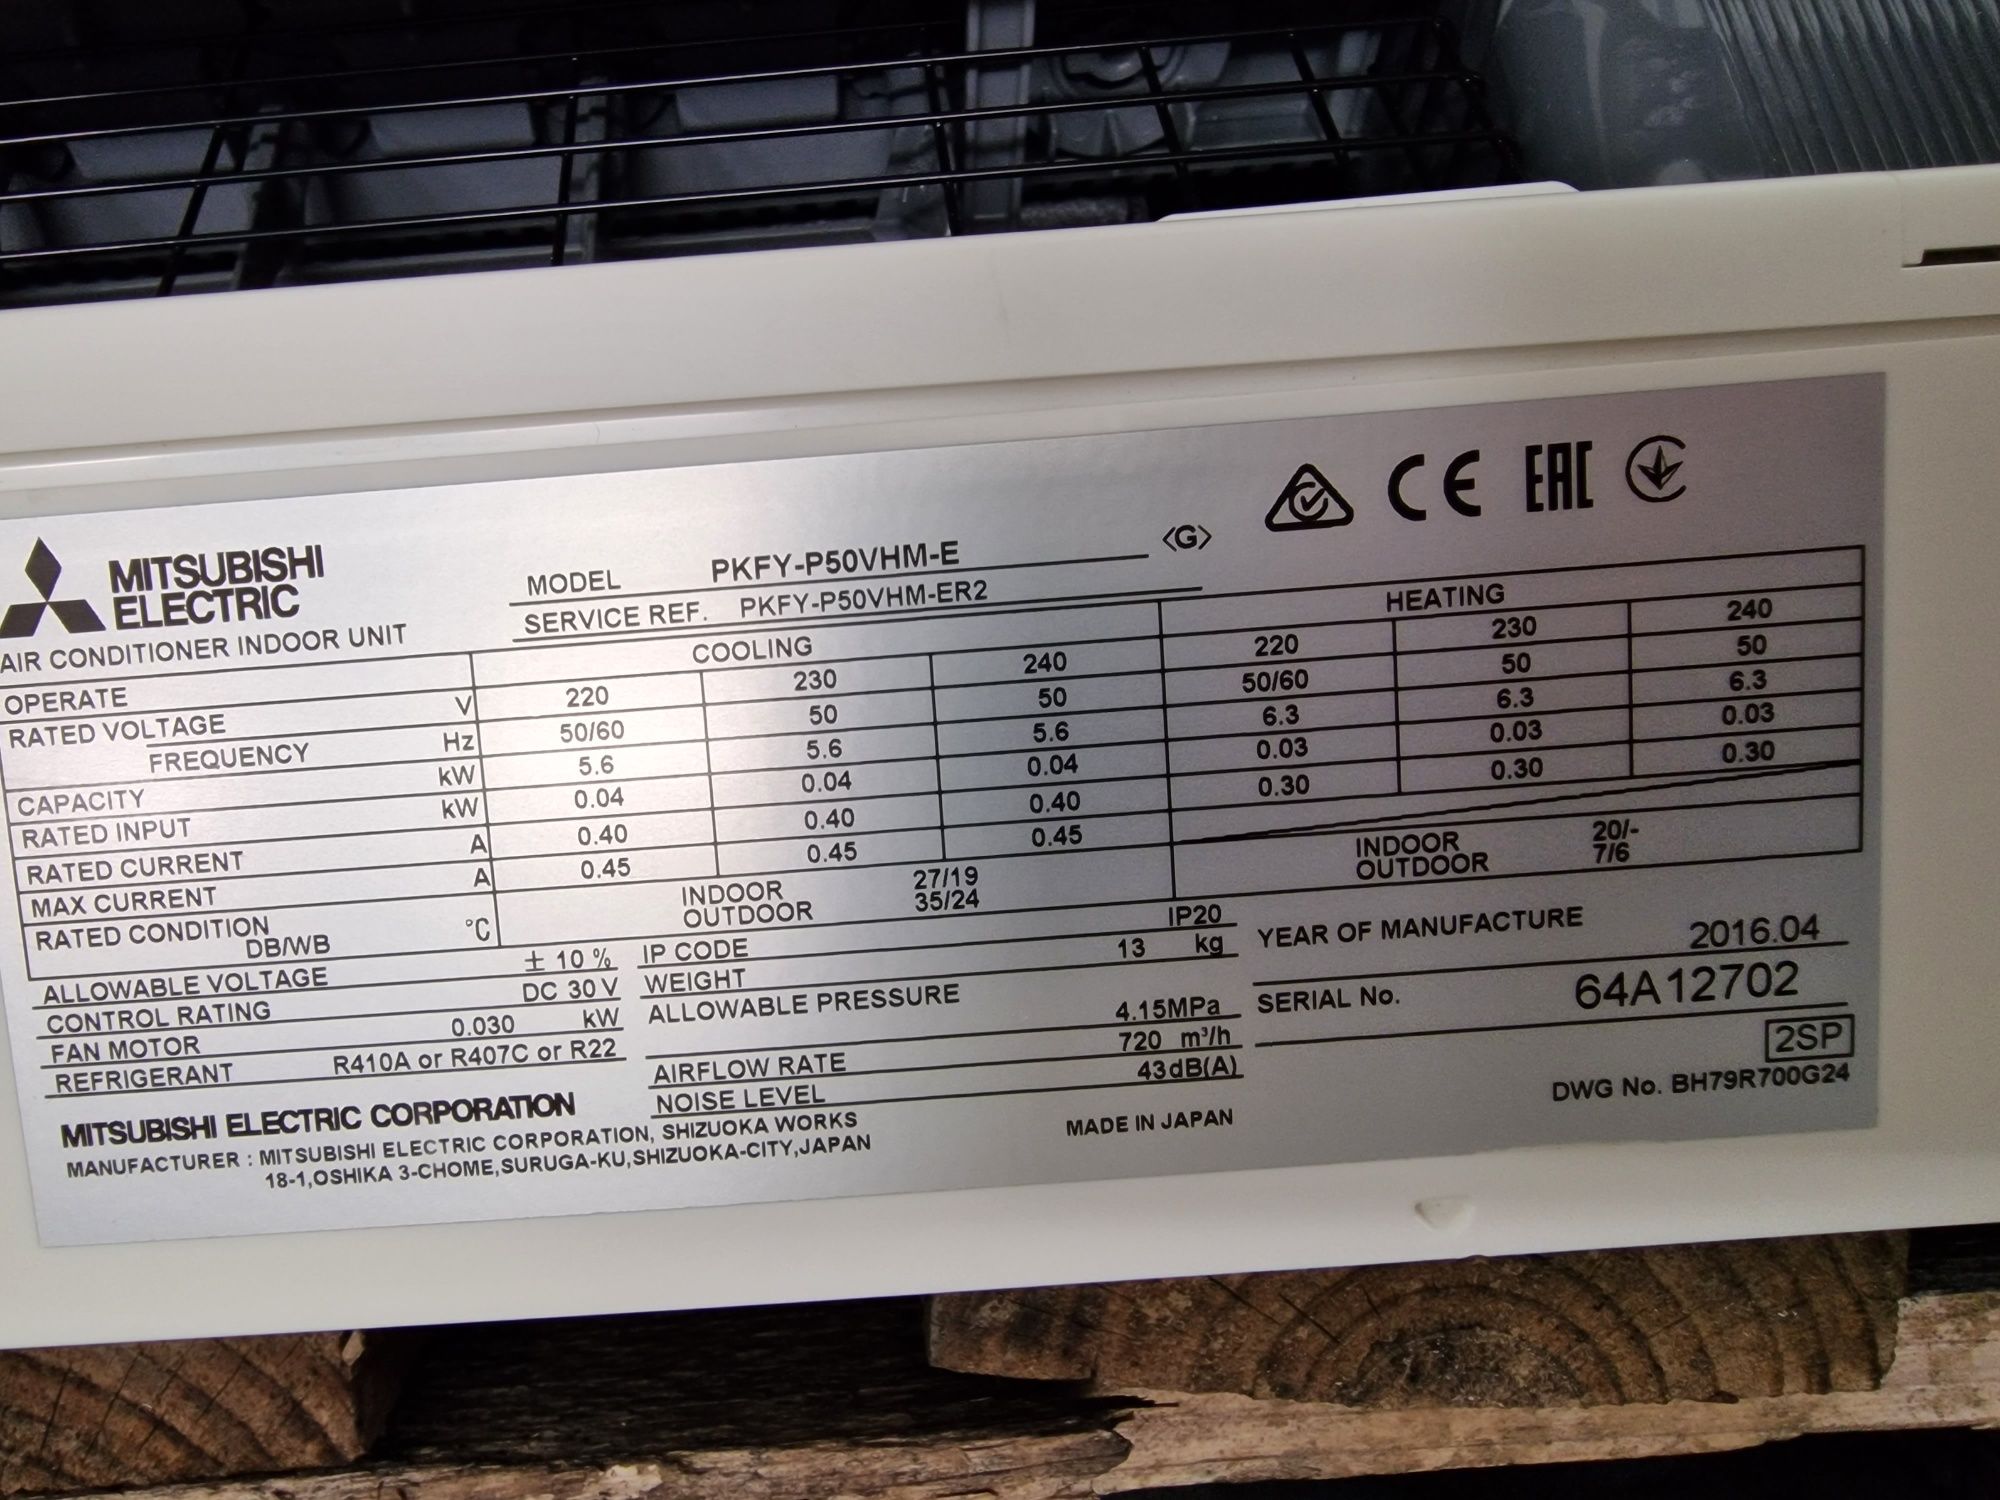 MITSUBISHI
ELECTRIC
AIR CONDITIONER INDOOR UNIT
MODEL PKFY-P50VHM-E <G>
SERVICE REF. PKFY-P50VHM-ER2
CE EAC
OPERATE COOLING HEATING
RATED VOLTAGE V 220 230 240 220 230 240
FREQUENCY Hz 50/60 50 50 50/60 50 50
CAPACITY kW 5.6 5.6 5.6 6.3 6.3 6.3
RATED INPUT kW 0.04 0.04 0.04 0.03 0.03 0.03
RATED CURRENT A 0.40 0.40 0.40 0.30 0.30 0.30
MAX CURRENT A 0.45 0.45 0.45
RATED CONDITION °C INDOOR 27/19 INDOOR 20/-
DB/WB OUTDOOR 35/24 OUTDOOR 7/6
ALLOWABLE VOLTAGE ± 10 %
CONTROL RATING DC 30 V
FAN MOTOR 0.030 kW
REFRIGERANT R410A or R407C or R22
IP CODE IP20
WEIGHT 13 kg
ALLOWABLE PRESSURE 4.15MPa
AIRFLOW RATE 720 m³/h
NOISE LEVEL 43dB(A)
YEAR OF MANUFACTURE 2016.04
SERIAL No. 64A12702
2SP
DWG No. BH79R700G24
MITSUBISHI ELECTRIC CORPORATION
MANUFACTURER : MITSUBISHI ELECTRIC CORPORATION, SHIZUOKA WORKS
18-1,OSHIKA 3-CHOME,SURUGA-KU,SHIZUOKA-CITY,JAPAN
MADE IN JAPAN